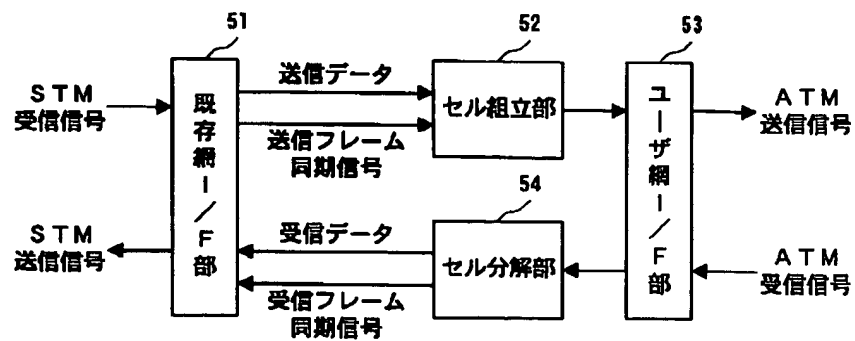 51
52
53
STM
受信信号
既存網I/F部
送信データ
送信フレーム
同期信号
セル組立部
ユーザ網I/F部
ATM
送信信号
54
STM
送信信号
受信データ
受信フレーム
同期信号
セル分解部
ATM
受信信号